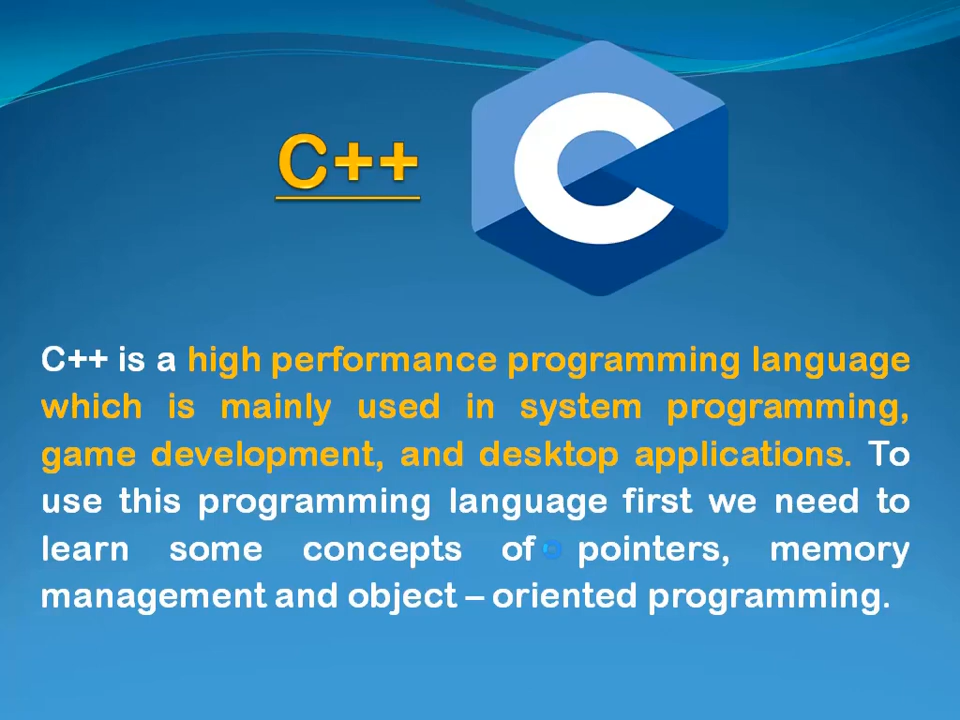 C++
C
C++ is a high performance programming language
which is mainly used in system programming,
game development, and desktop applications. To
use this programming language first we need to
learn some concepts of pointers, memory
management and object – oriented programming.